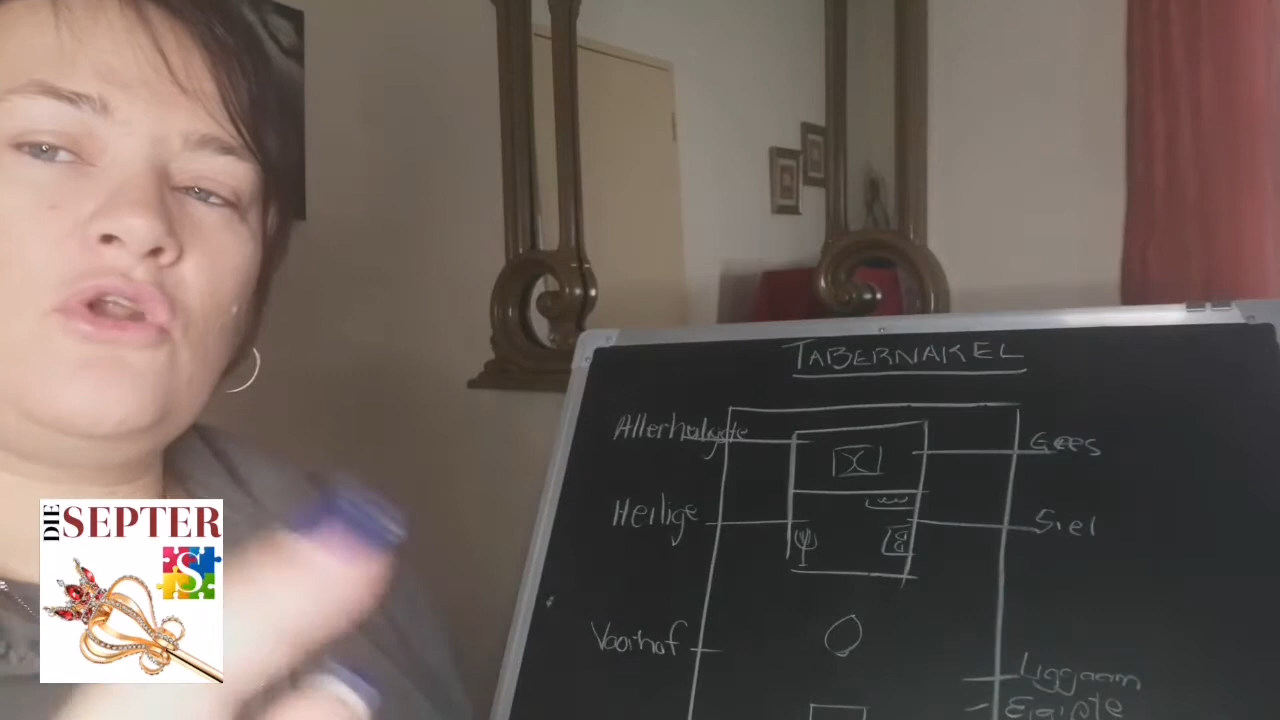 TABERNAKEL
Allerheiligste
Gees
Heilige
Siel
Voorhof
Liggaam
Egipte
DIE SEPTER
S